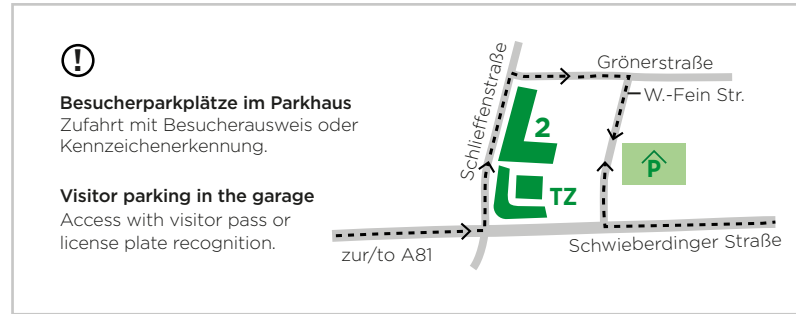 !
Besucherparkplätze im Parkhaus
Zufahrt mit Besucherausweis oder
Kennzeichenerkennung.
Visitor parking in the garage
Access with visitor pass or
license plate recognition.
Schlieffenstraße
Grönerstraße
W.-Fein Str.
2
P
TZ
Schwieberdinger Straße
zur/to A81